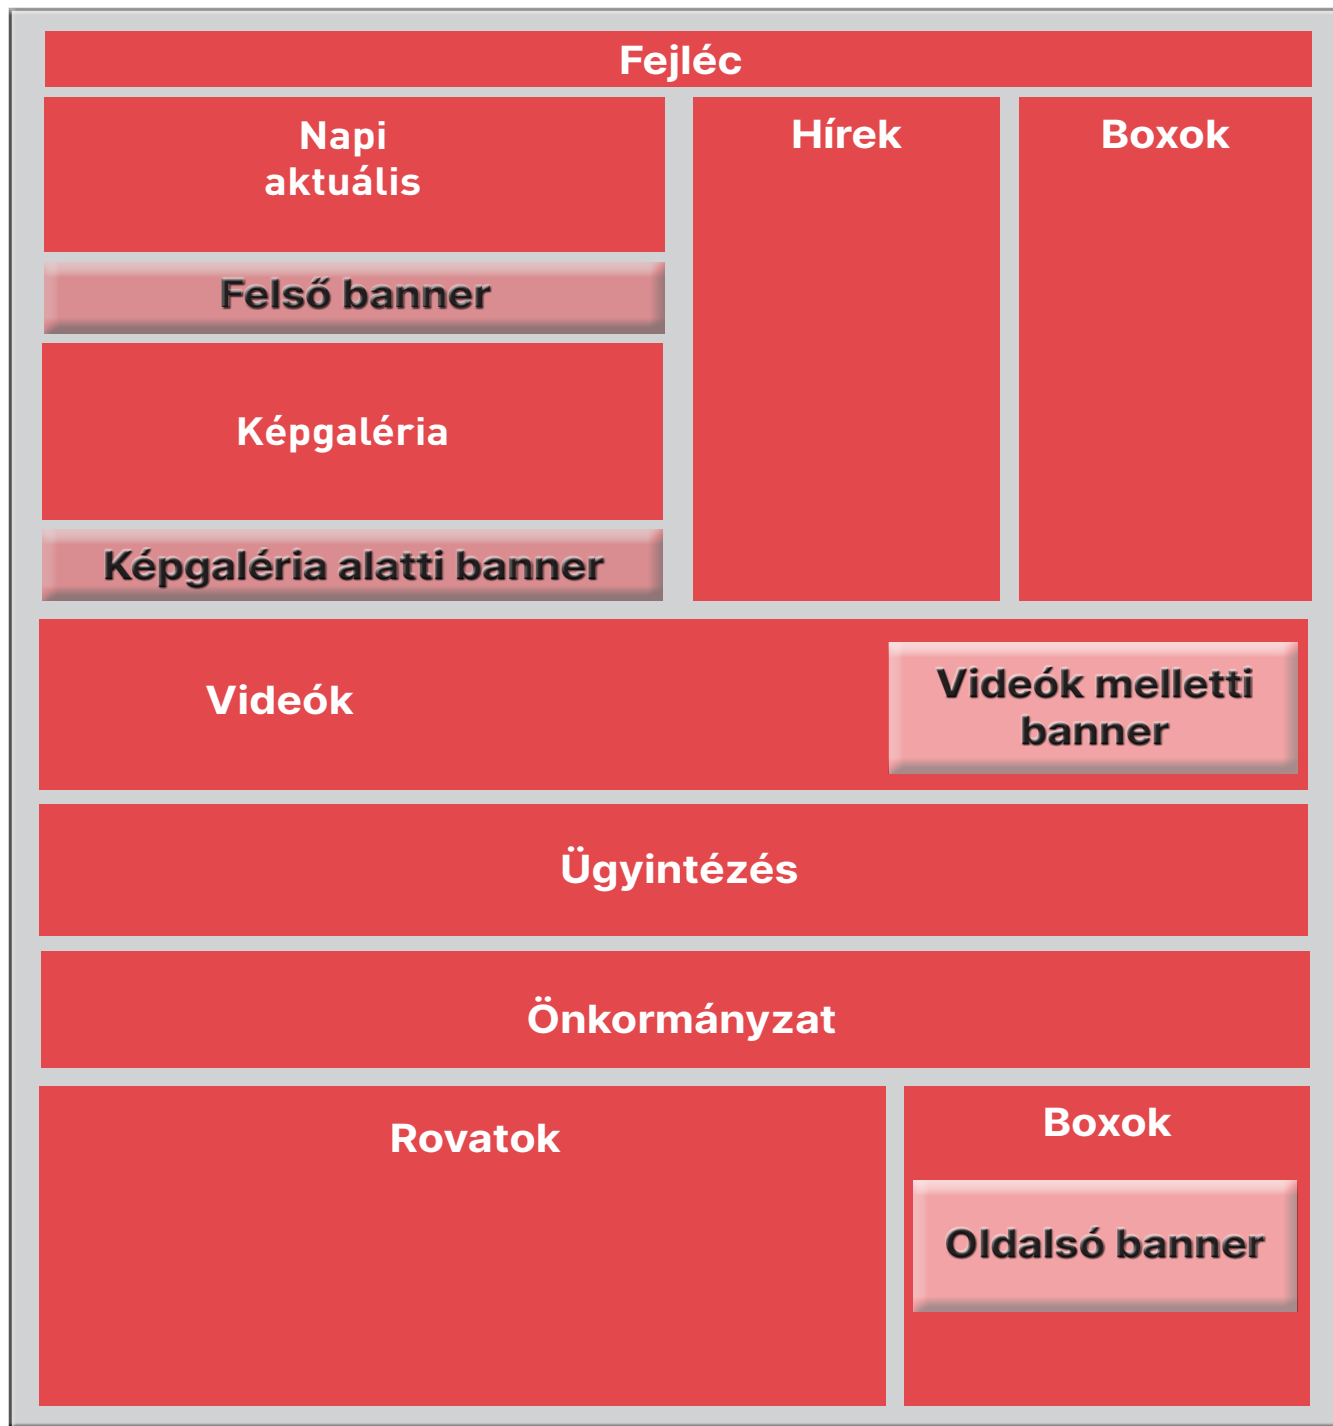 Fejléc
Napi
aktuális
Felső banner
Képgaléria
Képgaléria alatti banner
Hírek
Boxok
Videók
Videók melletti
banner
Ügyintézés
Önkormányzat
Rovatok
Boxok
Oldalsó banner